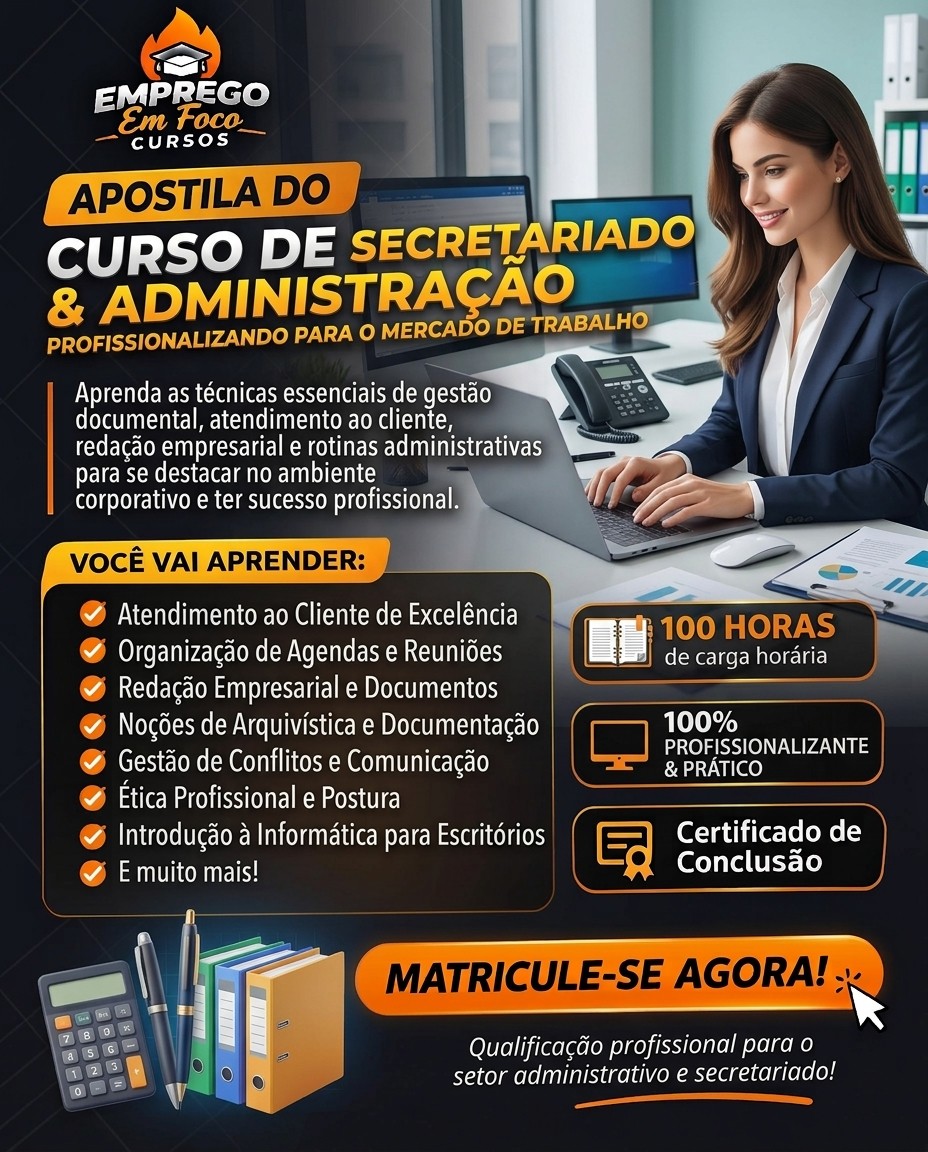 EMPREGO
Em Foco
CURSOS
APOSTILA DO
CURSO DE SECRETARIADO
& ADMINISTRAÇÃO
PROFISSIONALIZANDO PARA O MERCADO DE TRABALHO
Aprenda as técnicas essenciais de gestão
documental, atendimento ao cliente,
redação empresarial e rotinas administrativas
para se destacar no ambiente
corporativo e ter sucesso profissional.
VOCÊ VAI APRENDER:
Atendimento ao Cliente de Excelência
Organização de Agendas e Reuniões
Redação Empresarial e Documentos
Noções de Arquivística e Documentação
Gestão de Conflitos e Comunicação
Ética Profissional e Postura
Introdução à Informática para Escritórios
E muito mais!
100 HORAS
de carga horária
100%
PROFISSIONALIZANTE
& PRÁTICO
Certificado de
Conclusão
MATRICULE-SE AGORA!
Qualificação profissional para o
setor administrativo e secretariado!